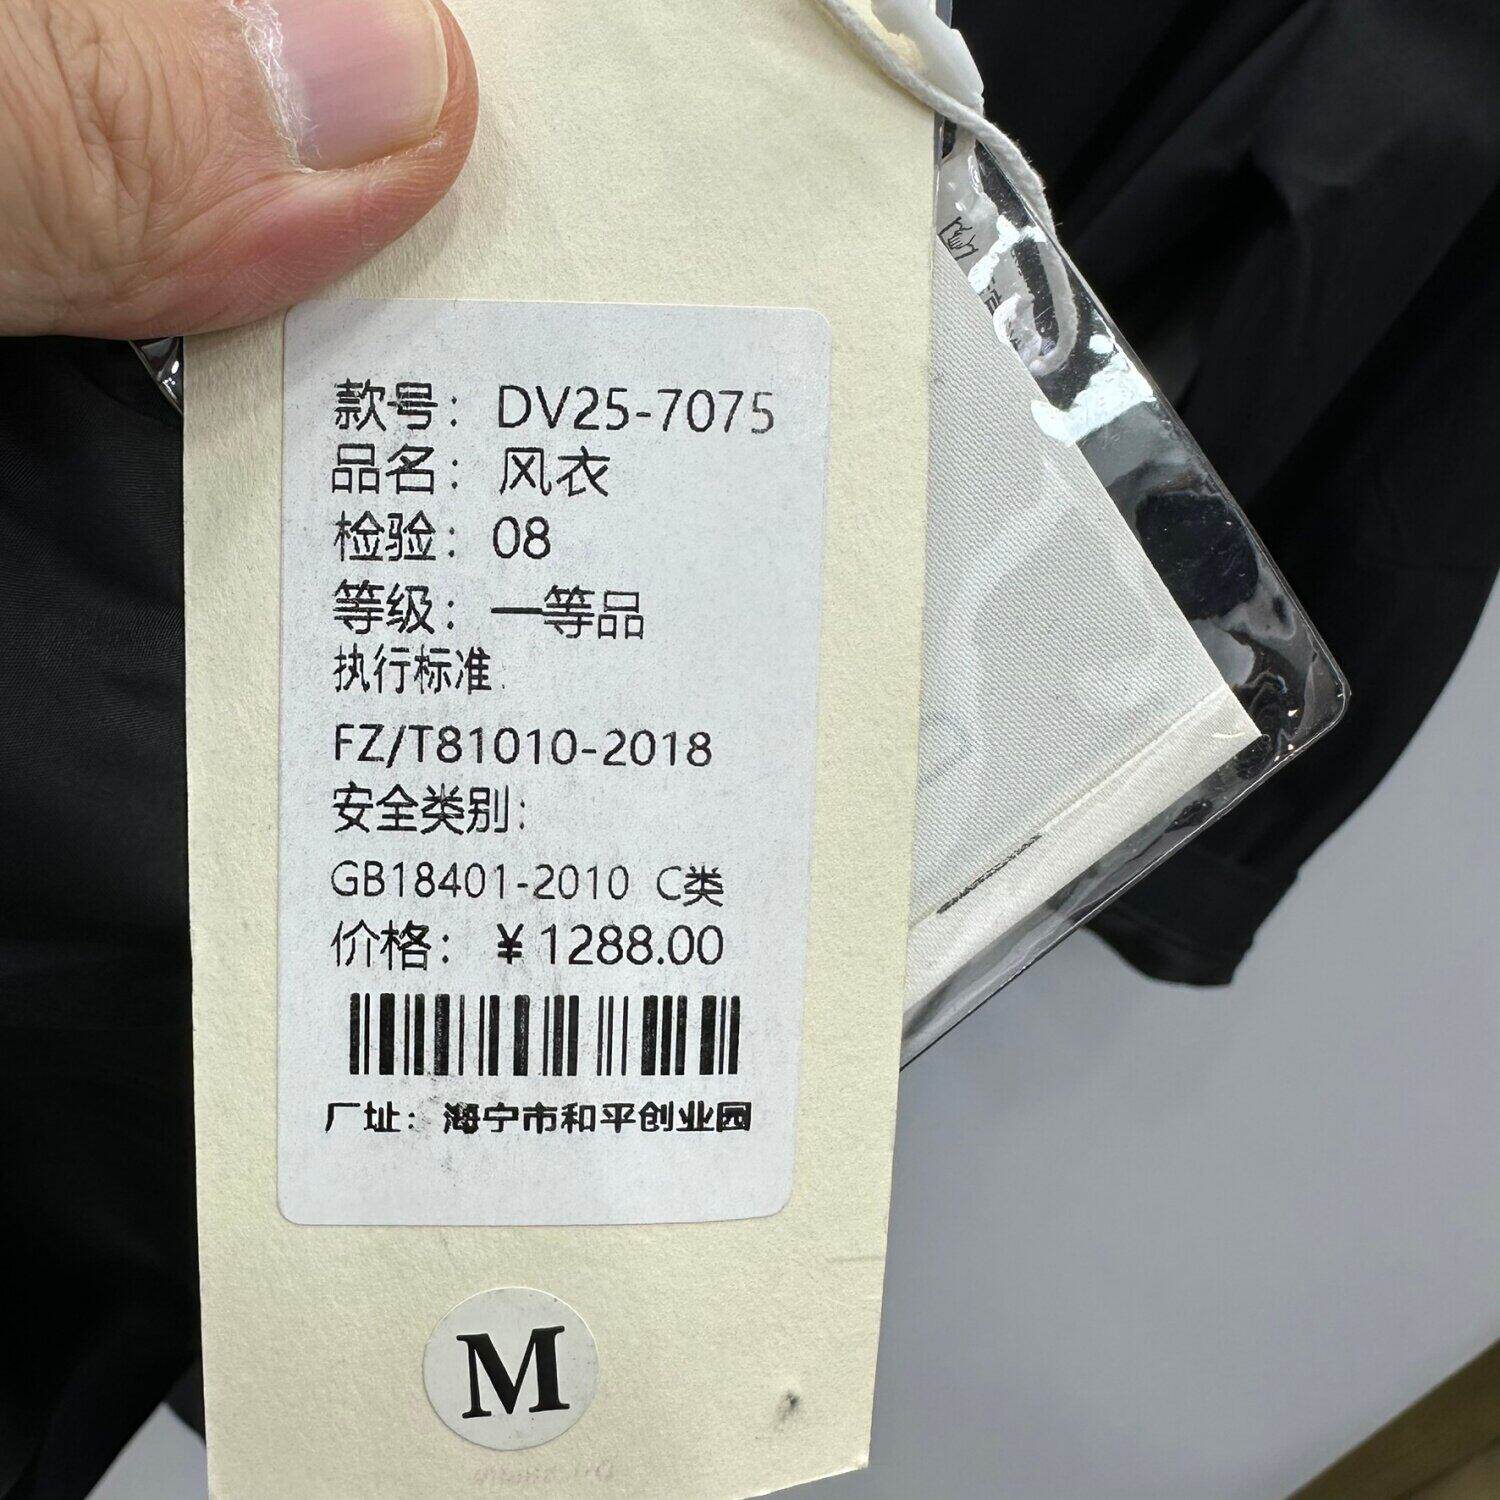 款号： DV25-7075
品名： 风衣
检验： 08
等级： 一等品
执行标准
FZ/T81010-2018
安全类别：
GB18401-2010 C类
价格： ¥1288.00
厂址： 海宁市和平创业园
M